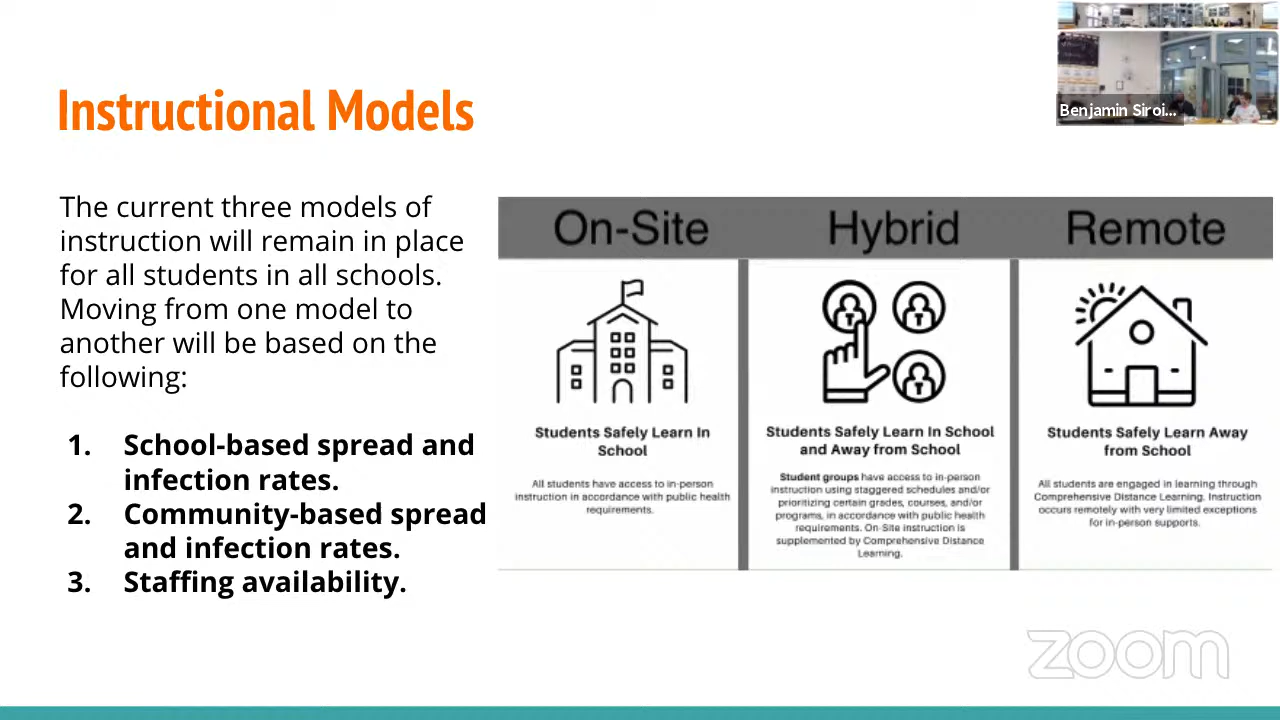 Instructional Models
Benjamin Siroi...
The current three models of
instruction will remain in place
for all students in all schools.
Moving from one model to
another will be based on the
following:
1. School-based spread and
infection rates.
2. Community-based spread
and infection rates.
3. Staffing availability.
On-Site
Students Safely Learn In
School
All students have access to in-person
instruction in accordance with public health
requirements.
Hybrid
Students Safely Learn In School
and Away from School
Student groups have access to in-person
instruction using staggered schedules and/or
prioritizing certain grades, courses, and/or
programs, in accordance with public health
requirements. On-Site instruction is
supplemented by Comprehensive Distance
Learning.
Remote
Students Safely Learn Away
from School
All students are engaged in learning through
Comprehensive Distance Learning. Instruction
occurs remotely with very limited exceptions
for in-person supports.
zoom